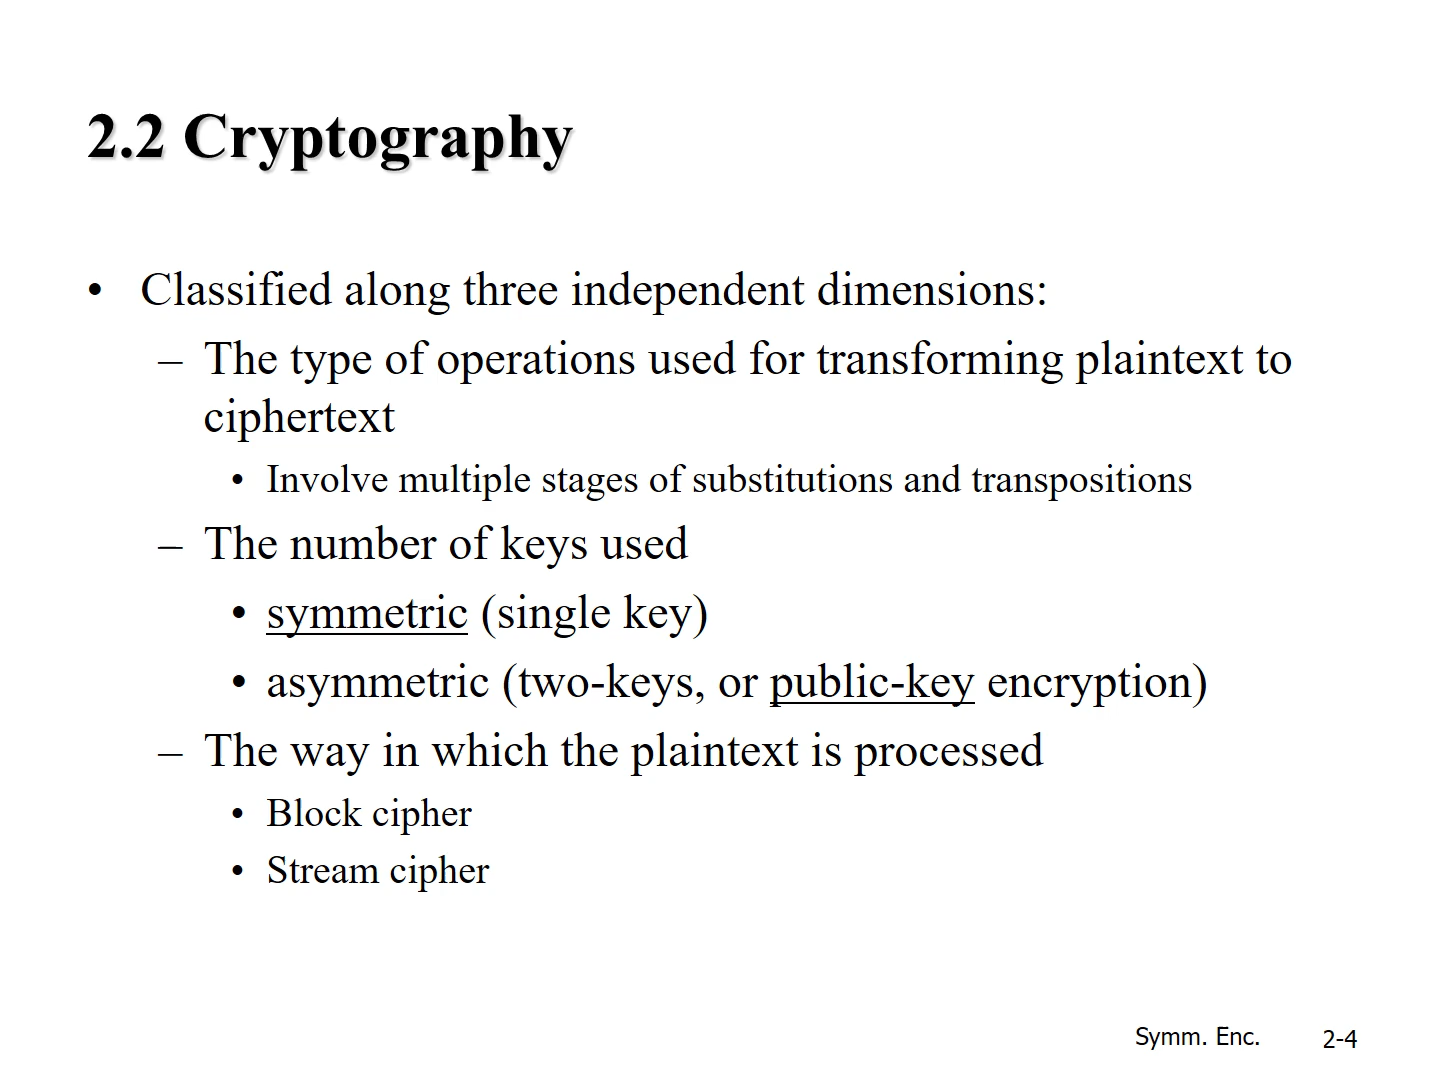 2.2 Cryptography
• Classified along three independent dimensions:
– The type of operations used for transforming plaintext to
ciphertext
• Involve multiple stages of substitutions and transpositions
– The number of keys used
• symmetric (single key)
• asymmetric (two-keys, or public-key encryption)
– The way in which the plaintext is processed
• Block cipher
• Stream cipher
Symm. Enc. 2-4